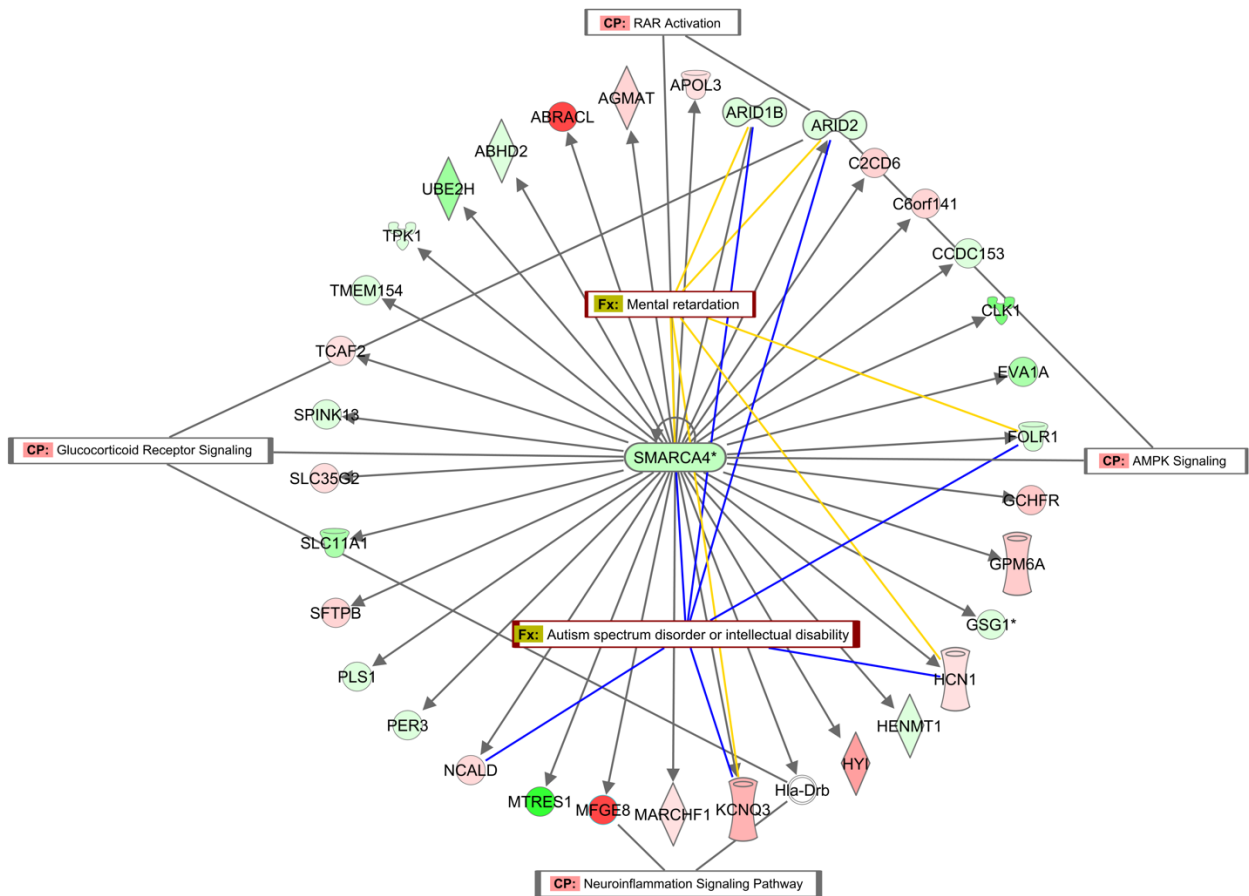 CP: RAR Activation
APOL3
AGMAT
ARID1B
ABRACL
ARID2
ABHD2
C2CD6
UBE2H
C6orf141
TPK1
CCDC153
TMEM154
Fx: Mental retardation
CLK1
TCAF2
EVA1A
SPINK13
FOLR1
CP: Glucocorticoid Receptor Signaling
SMARCA4*
CP: AMPK Signaling
SLC35G2
GCHFR
SLC11A1
GPM6A
SFTPB
GSG1*
Fx: Autism spectrum disorder or intellectual disability
PLS1
HCN1
PER3
HENMT1
NCALD
HYI
Hla-Drb
MTRES1
MFGE8
MARCHF1
KCNQ3
CP: Neuroinflammation Signaling Pathway